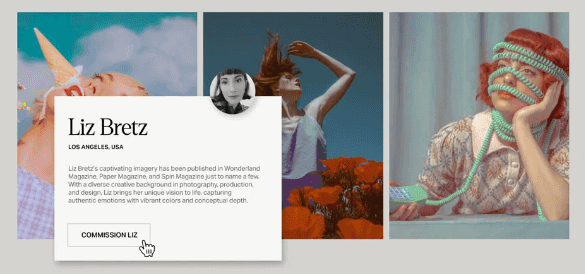 Liz Bretz
LOS ANGELES, USA
Liz Bretz's captivating imagery has been published in Wonderland
Magazine, Paper Magazine, and Spin Magazine just to name a few.
With a diverse creative background in photography, production,
and design, Liz brings her unique vision to life, capturing
authentic emotions with vibrant colors and conceptual depth.
COMMISSION LIZ